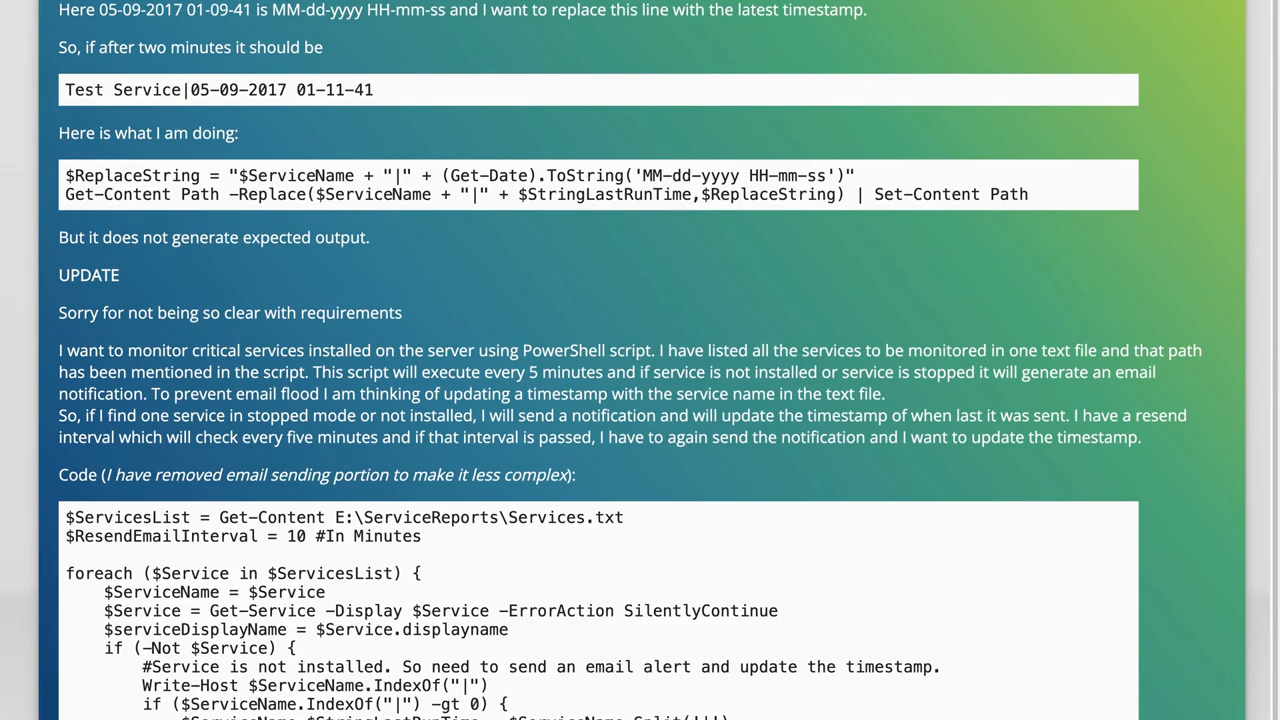 Here 05-09-2017 01-09-41 is MM-dd-yyyy HH-mm-ss and I want to replace this line with the latest timestamp.
So, if after two minutes it should be
Test Service|05-09-2017 01-11-41
Here is what I am doing:
$ReplaceString = "$ServiceName + "|" + (Get-Date).ToString('MM-dd-yyyy HH-mm-ss')"
Get-Content Path -Replace($ServiceName + "|" + $StringLastRunTime,$ReplaceString) | Set-Content Path
But it does not generate expected output.
UPDATE
Sorry for not being so clear with requirements
I want to monitor critical services installed on the server using PowerShell script. I have listed all the services to be monitored in one text file and that path
has been mentioned in the script. This script will execute every 5 minutes and if service is not installed or service is stopped it will generate an email
notification. To prevent email flood I am thinking of updating a timestamp with the service name in the text file.
So, if I find one service in stopped mode or not installed, I will send a notification and will update the timestamp of when last it was sent. I have a resend
interval which will check every five minutes and if that interval is passed, I have to again send the notification and I want to update the timestamp.
Code (I have removed email sending portion to make it less complex):
$ServicesList = Get-Content E:\ServiceReports\Services.txt
$ResendEmailInterval = 10 #In Minutes
foreach ($Service in $ServicesList) {
$ServiceName = $Service
$Service = Get-Service -Display $Service -ErrorAction SilentlyContinue
$serviceDisplayName = $Service.displayname
if (-Not $Service) {
#Service is not installed. So need to send an email alert and update the timestamp.
Write-Host $ServiceName.IndexOf("|")
if ($ServiceName.IndexOf("|") -gt 0) {